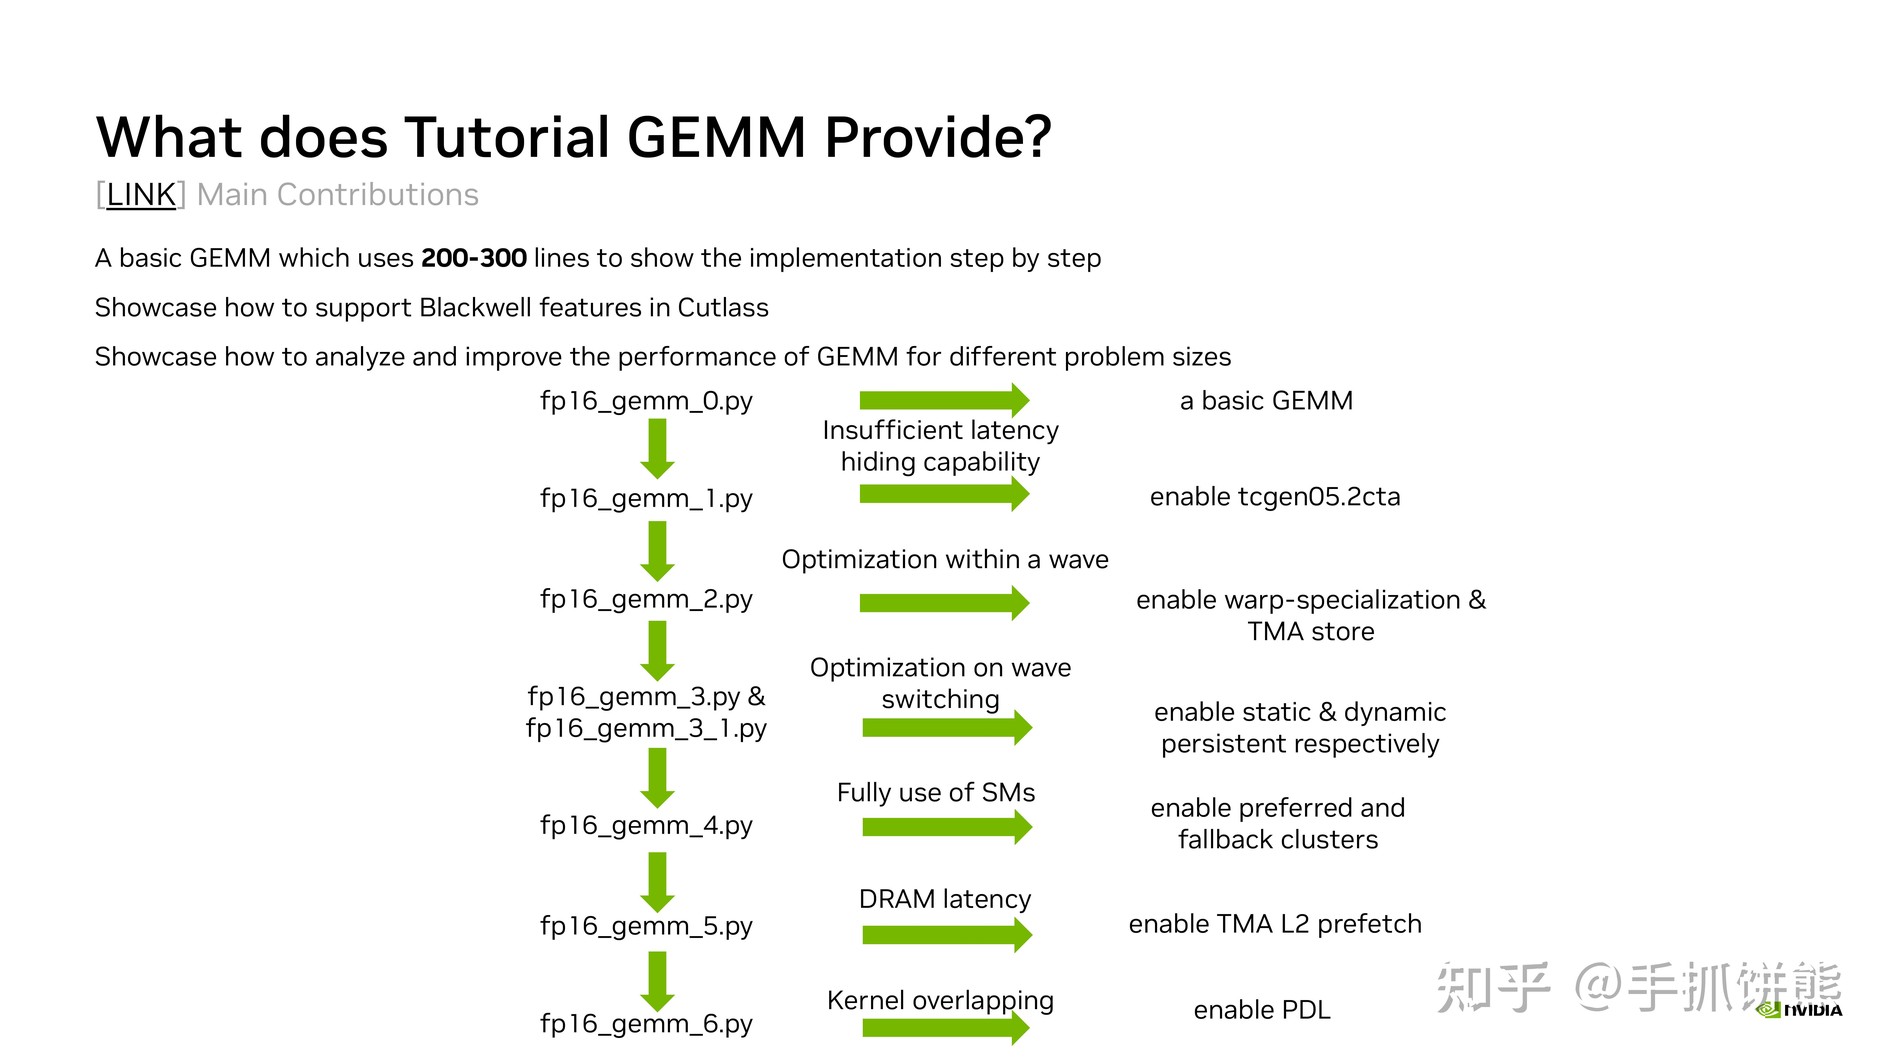 What does Tutorial GEMM Provide?
[LINK] Main Contributions
A basic GEMM which uses 200-300 lines to show the implementation step by step
Showcase how to support Blackwell features in Cutlass
Showcase how to analyze and improve the performance of GEMM for different problem sizes
fp16_gemm_0.py
a basic GEMM
Insufficient latency
hiding capability
fp16_gemm_1.py
enable tcgen05.2cta
Optimization within a wave
fp16_gemm_2.py
enable warp-specialization &
TMA store
Optimization on wave
switching
fp16_gemm_3.py &
fp16_gemm_3_1.py
enable static & dynamic
persistent respectively
Fully use of SMs
fp16_gemm_4.py
enable preferred and
fallback clusters
DRAM latency
fp16_gemm_5.py
enable TMA L2 prefetch
Kernel overlapping
fp16_gemm_6.py
enable PDL
知乎 @手抓饼熊
NVIDIA